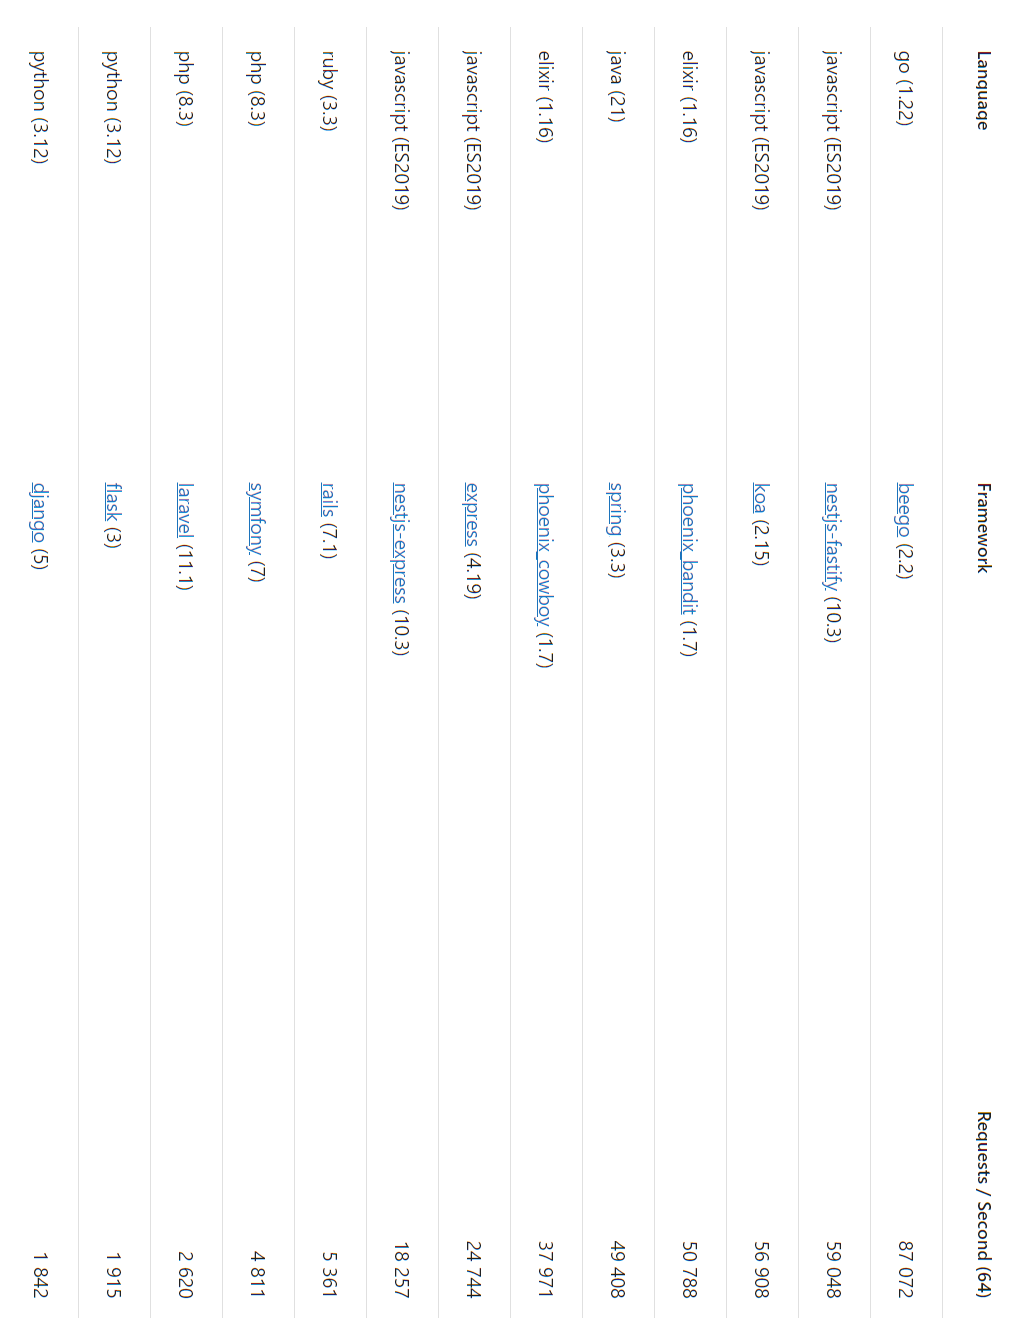 Language Framework Requests / Second (64)
go (1.22) beego (2.2) 87 072
javascript (ES2019) nestjs-fastify (10.3) 59 048
javascript (ES2019) koa (2.15) 56 908
elixir (1.16) phoenix_bandit (1.7) 50 788
java (21) spring (3.3) 49 408
elixir (1.16) phoenix_cowboy (1.7) 37 971
javascript (ES2019) express (4.19) 24 744
javascript (ES2019) nestjs-express (10.3) 18 257
ruby (3.3) rails (7.1) 5 361
php (8.3) symfony (7) 4 811
php (8.3) laravel (11.1) 2 620
python (3.12) flask (3) 1 915
python (3.12) django (5) 1 842